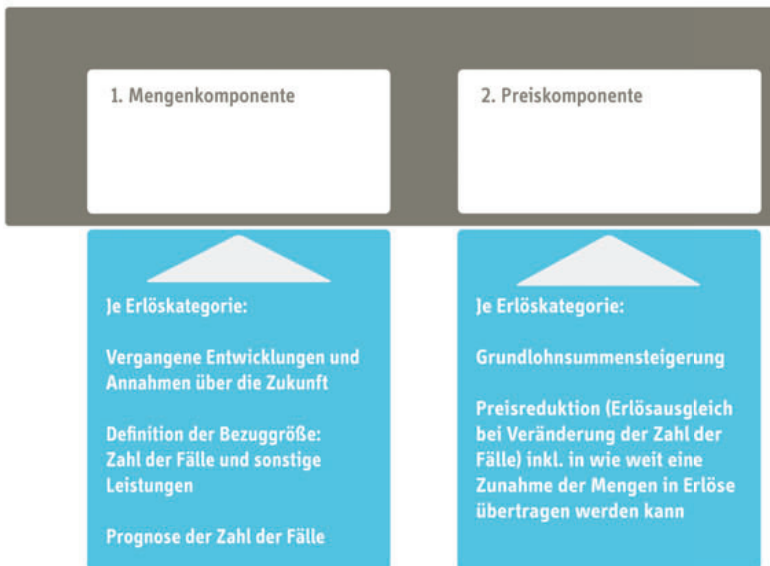 1. Mengenkomponente
2. Preiskomponente
Je Erlöskategorie:
Vergangene Entwicklungen und
Annahmen über die Zukunft
Definition der Bezuggröße:
Zahl der Fälle und sonstige
Leistungen
Prognose der Zahl der Fälle
Je Erlöskategorie:
Grundlohnsummensteigerung
Preisreduktion (Erlösausgleich
bei Veränderung der Zahl der
Fälle) inkl. in wie weit eine
Zunahme der Mengen in Erlöse
übertragen werden kann